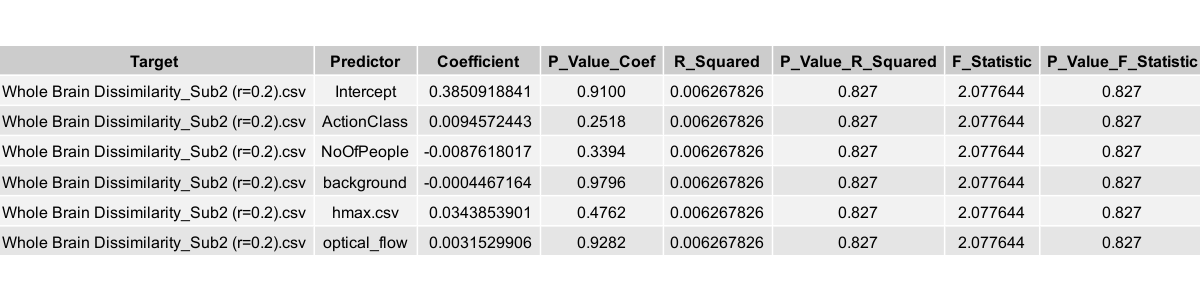 Target Predictor Coefficient P_Value_Coef R_Squared P_Value_R_Squared F_Statistic P_Value_F_Statistic
Whole Brain Dissimilarity_Sub2 (r=0.2).csv Intercept 0.3850918841 0.9100 0.006267826 0.827 2.077644 0.827
Whole Brain Dissimilarity_Sub2 (r=0.2).csv ActionClass 0.0094572443 0.2518 0.006267826 0.827 2.077644 0.827
Whole Brain Dissimilarity_Sub2 (r=0.2).csv NoOfPeople -0.0087618017 0.3394 0.006267826 0.827 2.077644 0.827
Whole Brain Dissimilarity_Sub2 (r=0.2).csv background -0.0004467164 0.9796 0.006267826 0.827 2.077644 0.827
Whole Brain Dissimilarity_Sub2 (r=0.2).csv hmax.csv 0.0343853901 0.4762 0.006267826 0.827 2.077644 0.827
Whole Brain Dissimilarity_Sub2 (r=0.2).csv optical_flow 0.0031529906 0.9282 0.006267826 0.827 2.077644 0.827